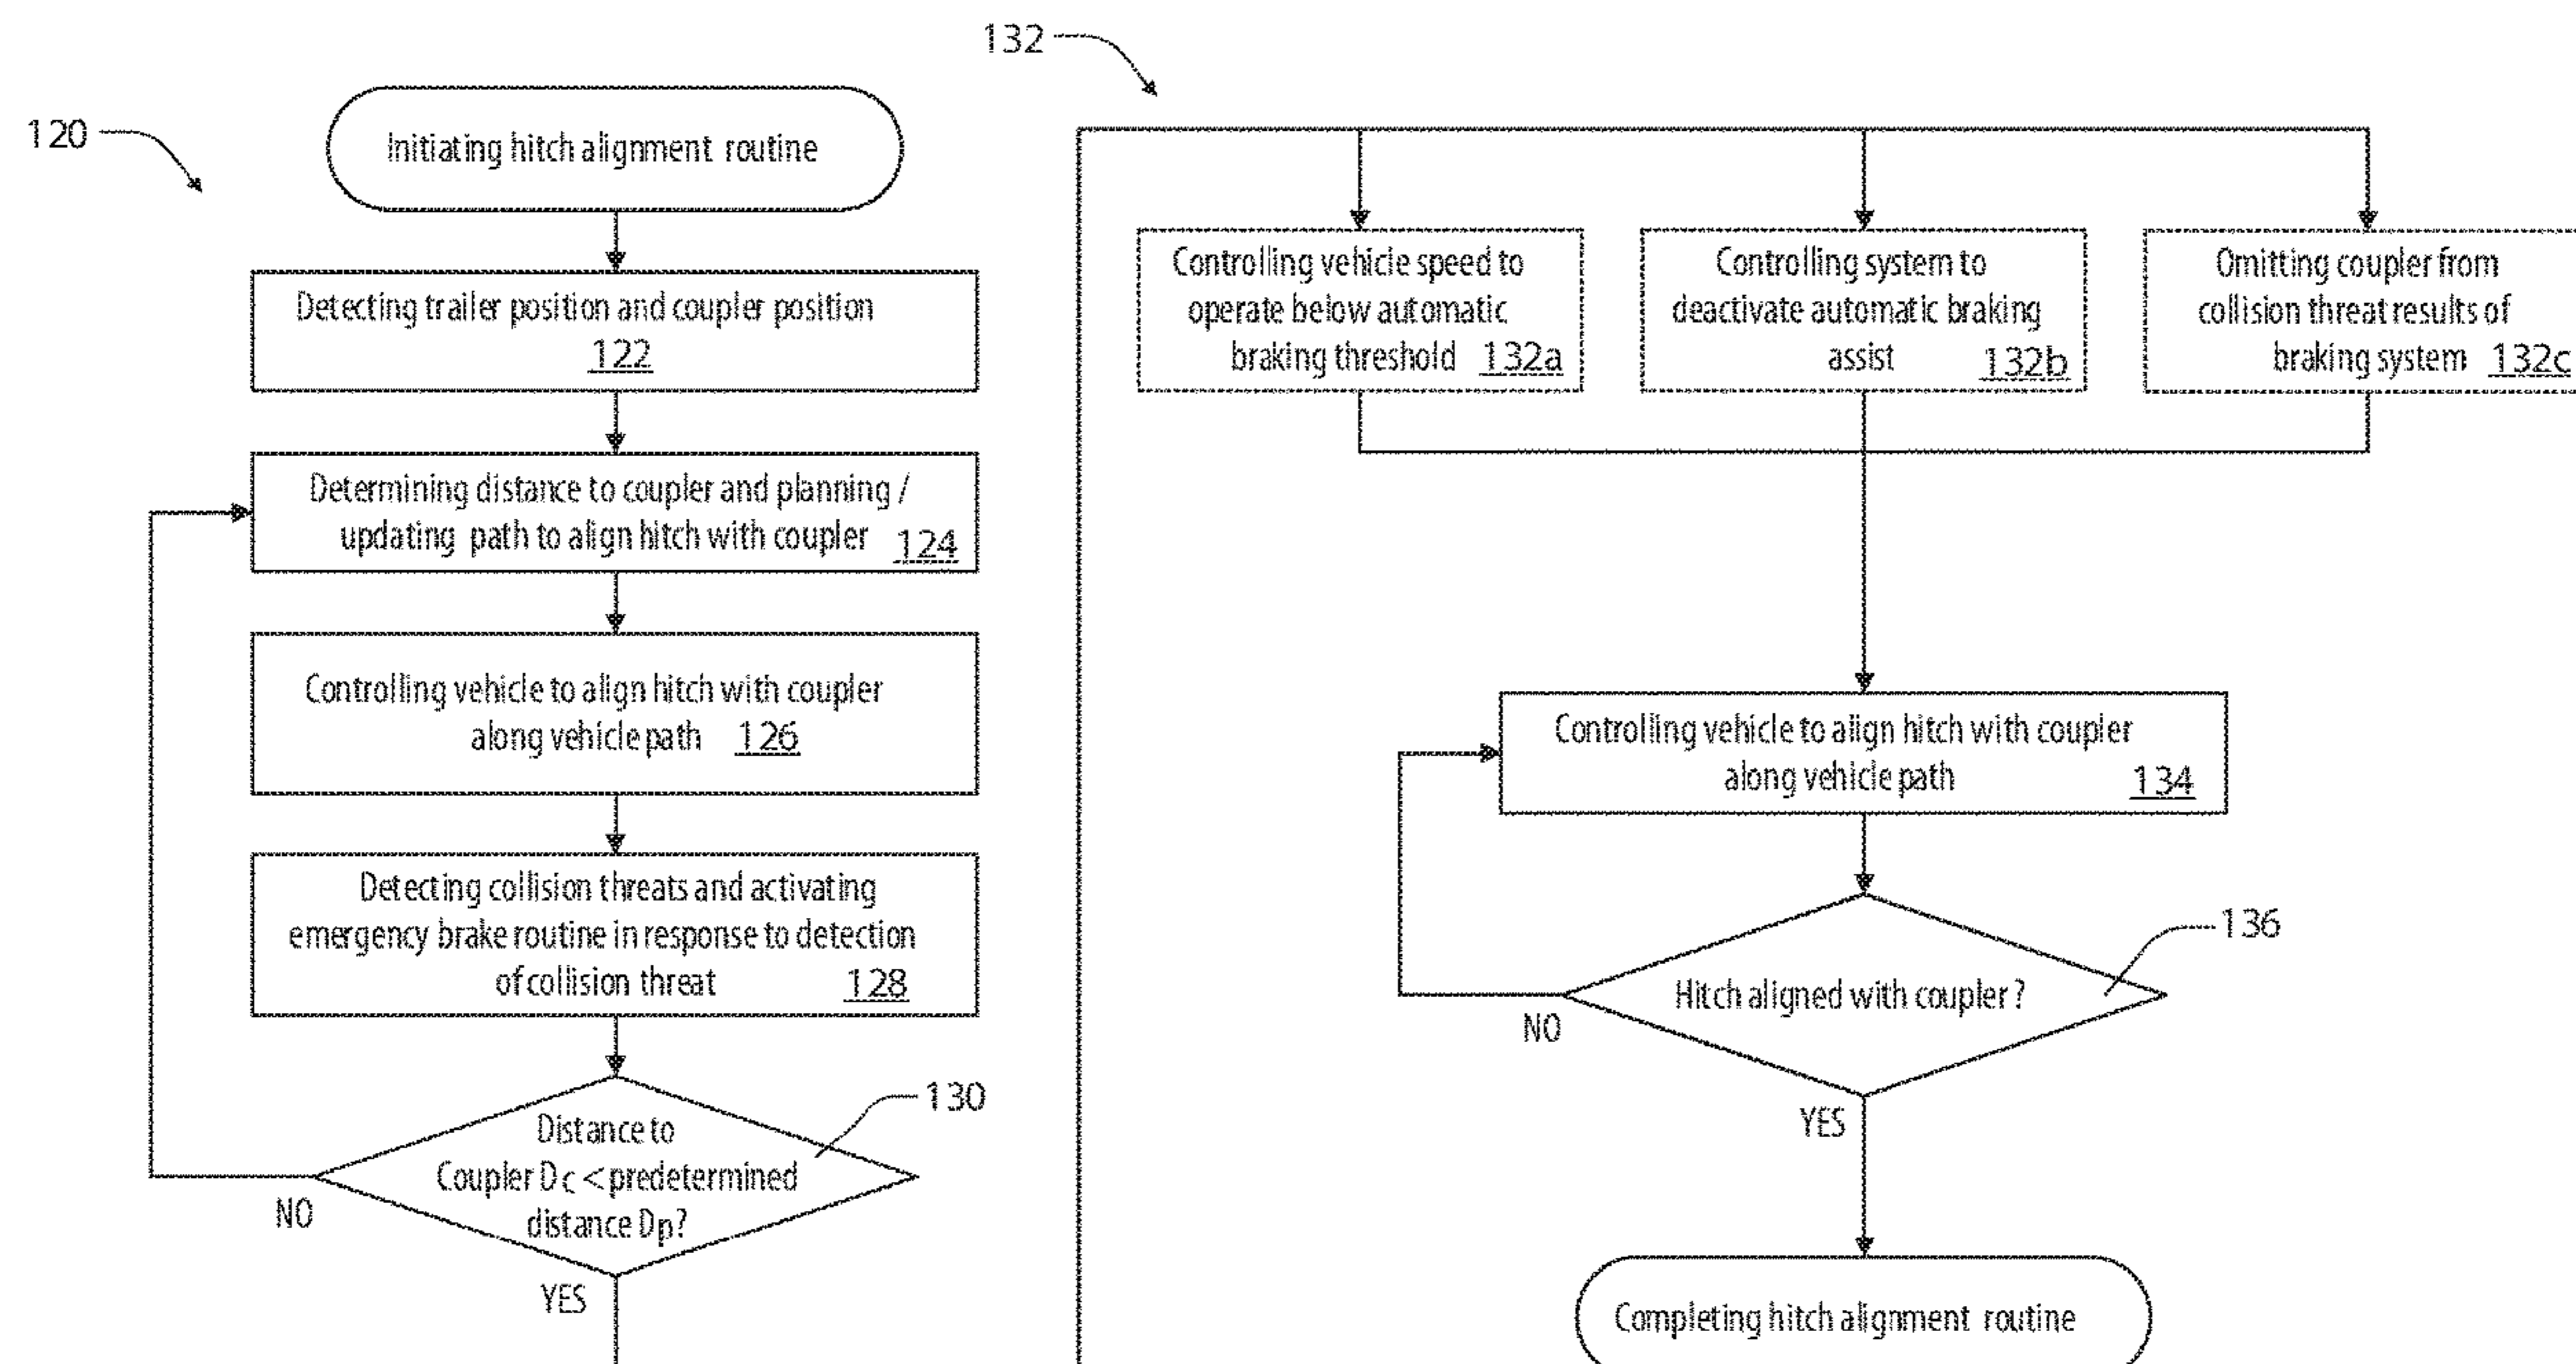 120
Initiating hitch alignment routine
Detecting trailer position and coupler position
122
Determining distance to coupler and planning /
updating path to align hitch with coupler 124
Controlling vehicle to align hitch with coupler
along vehicle path 126
Detecting collision threats and activating
emergency brake routine in response to detection
of collision threat 128
130
Distance to
Coupler Dc < predetermined
distance Dp?
NO
YES
132
Controlling vehicle speed to
operate below automatic
braking threshold 132a
Controlling system to
deactivate automatic braking
assist 132b
Omitting coupler from
collision threat results of
braking system 132c
Controlling vehicle to align hitch with coupler
along vehicle path 134
136
Hitch aligned with coupler?
NO
YES
Completing hitch alignment routine